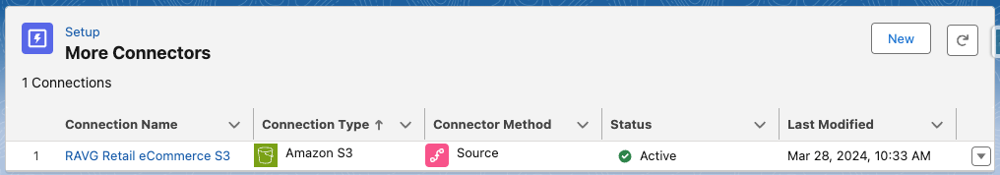 Setup
More Connectors
New
1 Connections
Connection Name Connection Type ↑ Connector Method Status Last Modified
1 RAVG Retail eCommerce S3 Amazon S3 Source Active Mar 28, 2024, 10:33 AM